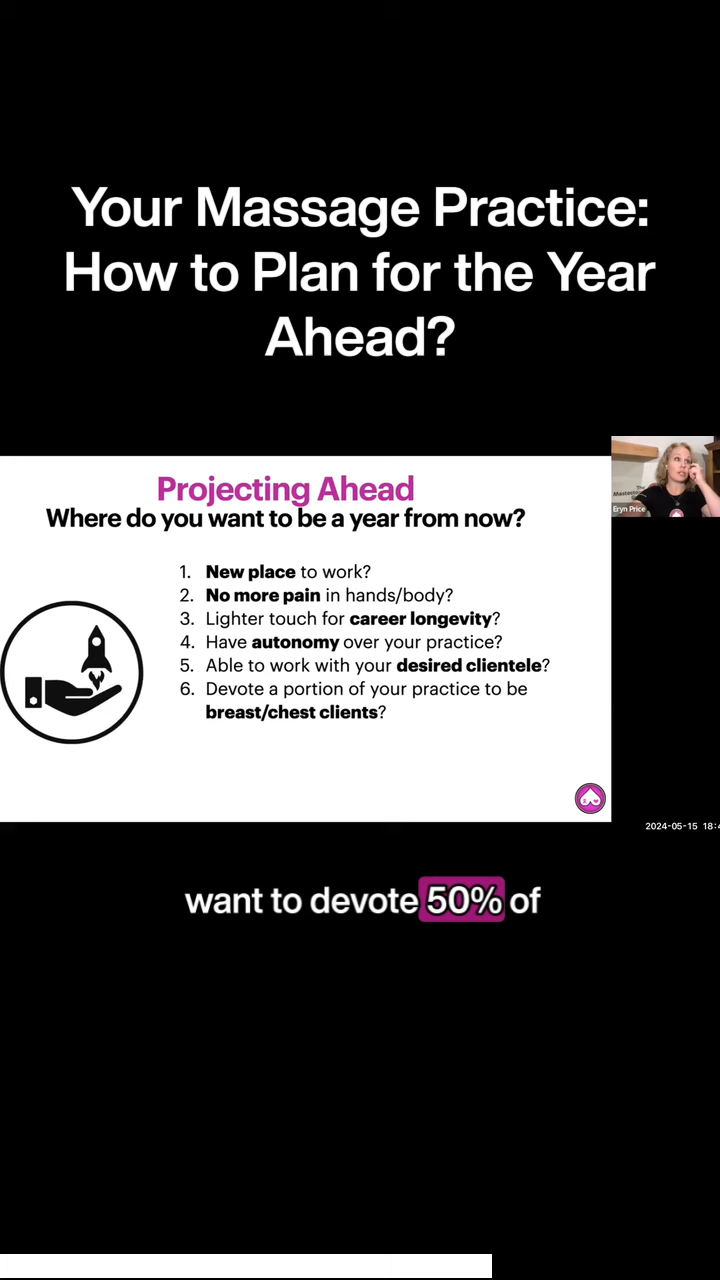 Your Massage Practice:
How to Plan for the Year
Ahead?
Projecting Ahead
Where do you want to be a year from now?
1. New place to work?
2. No more pain in hands/body?
3. Lighter touch for career longevity?
4. Have autonomy over your practice?
5. Able to work with your desired clientele?
6. Devote a portion of your practice to be
breast/chest clients?
The
Eryn Price
2024-05-15 18:4
want to devote 50% of